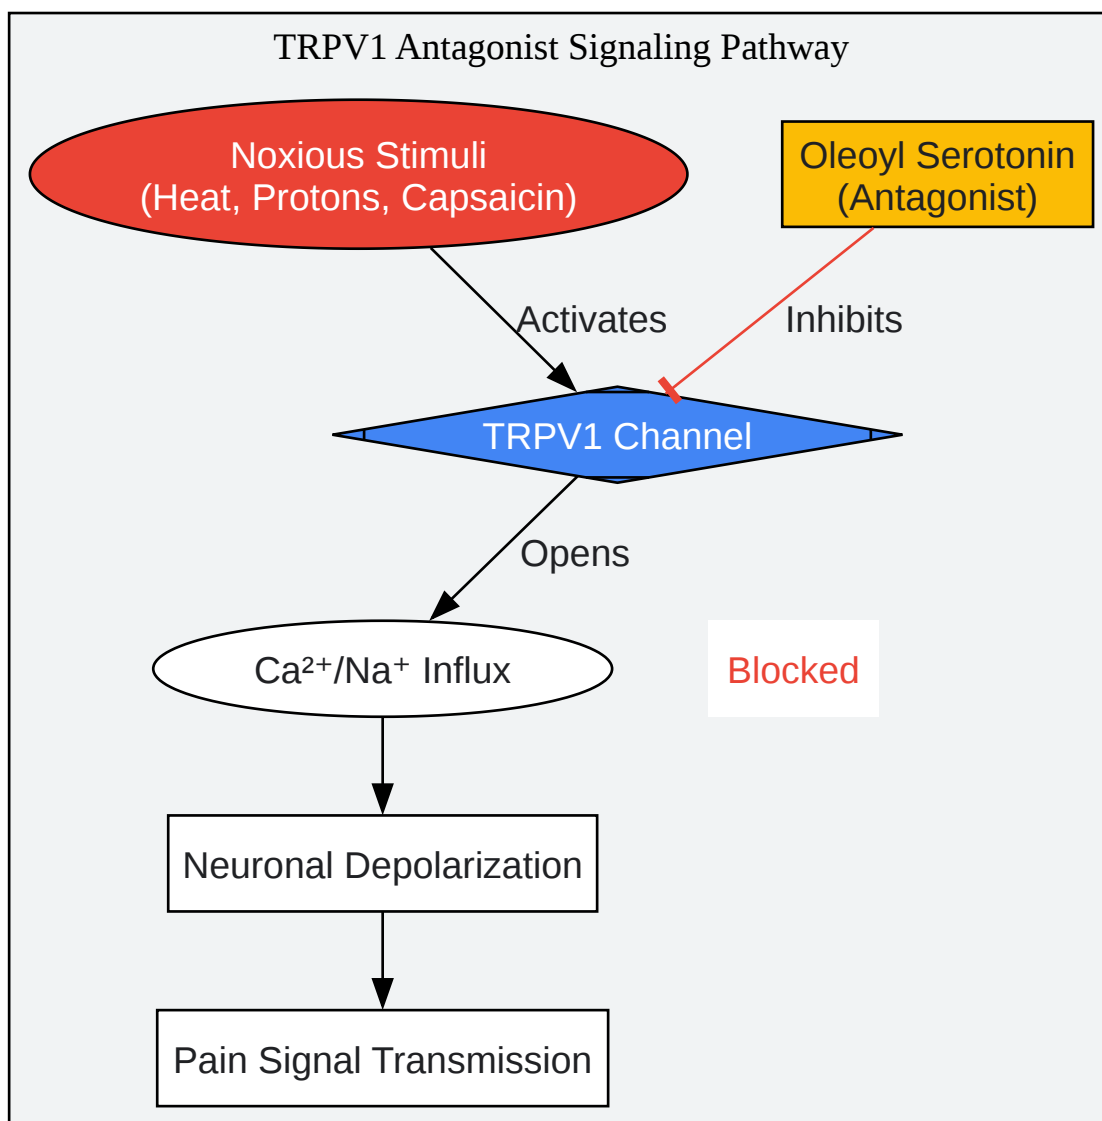 TRPV1 Antagonist Signaling Pathway
Noxious Stimuli
(Heat, Protons, Capsaicin)
Oleoyl Serotonin
(Antagonist)
Activates
Inhibits
TRPV1 Channel
Opens
Ca²⁺/Na⁺ Influx
Blocked
Neuronal Depolarization
Pain Signal Transmission